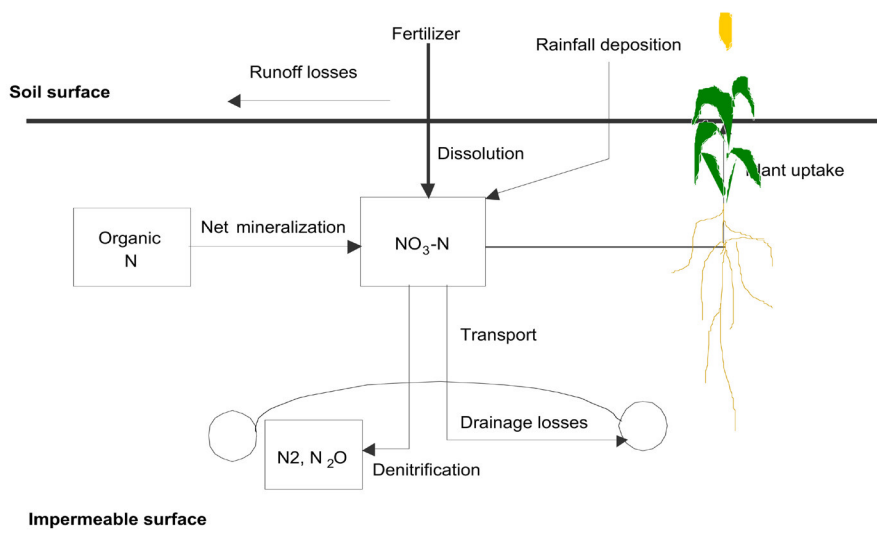 Fertilizer
Rainfall deposition
Runoff losses
Soil surface
Dissolution
lant uptake
Net mineralization
Organic
N
NO3-N
Transport
Drainage losses
N2, N 2O
Denitrification
Impermeable surface